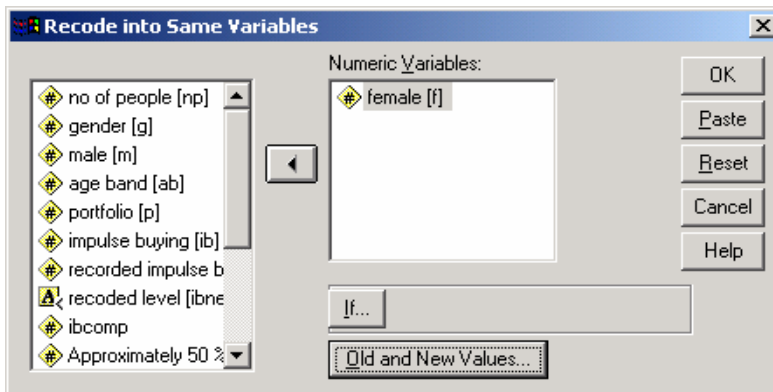 Recode into Same Variables
no of people [np]
gender [g]
male [m]
age band [ab]
portfolio [p]
impulse buying [ib]
recorded impulse b
recoded level [ibne
ibcomp
Approximately 50 %
Numeric Variables:
female [f]
If...
Old and New Values...
OK
Paste
Reset
Cancel
Help